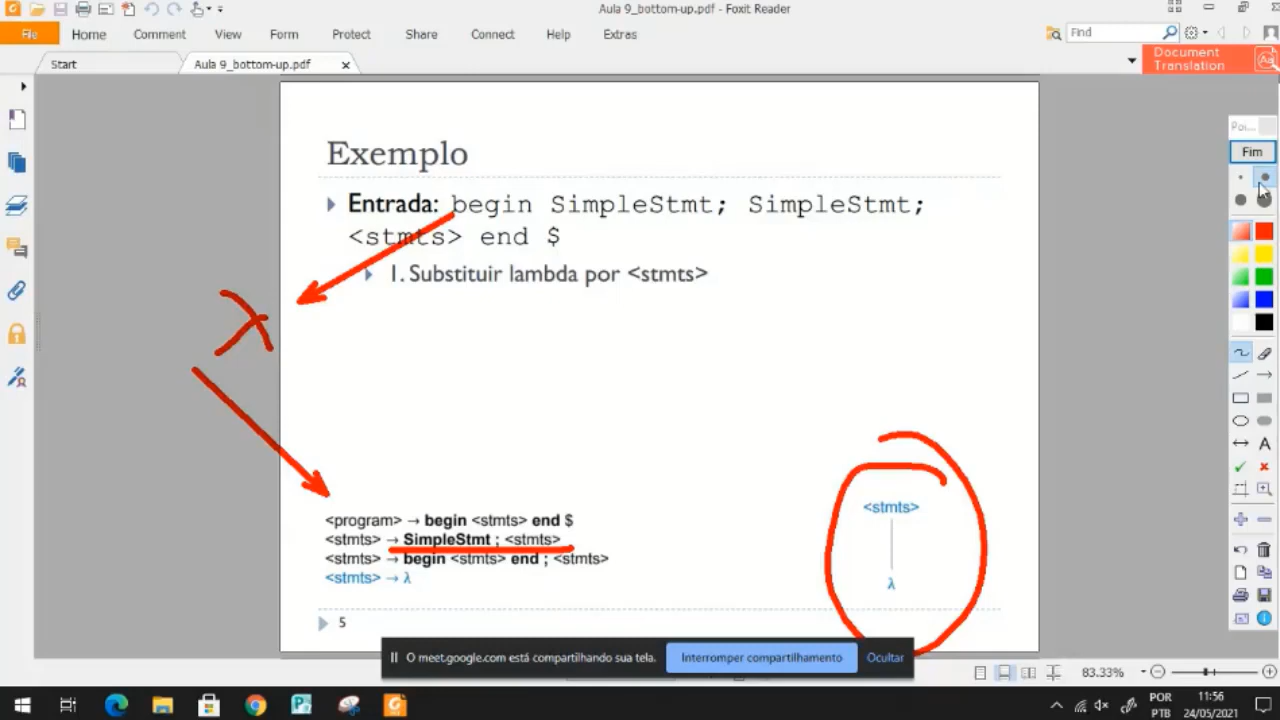 Aula 9_bottom-up.pdf - Foxit Reader
File Home Comment View Form Protect Share Connect Help Extras
Find
Document
Translation
Start
Aula 9_bottom-up.pdf
Poi...
Fim
Exemplo
Entrada: begin SimpleStmt; SimpleStmt;
<stmts> end $
1. Substituir lambda por <stmts>
λ
<program> → begin <stmts> end $
<stmts> → SimpleStmt ; <stmts>
<stmts> → begin <stmts> end ; <stmts>
<stmts> → λ
<stmts>
λ
5
O meet.google.com está compartilhando sua tela.
Interromper compartilhamento
Ocultar
83.33%
POR
PTB
11:56
24/05/2021